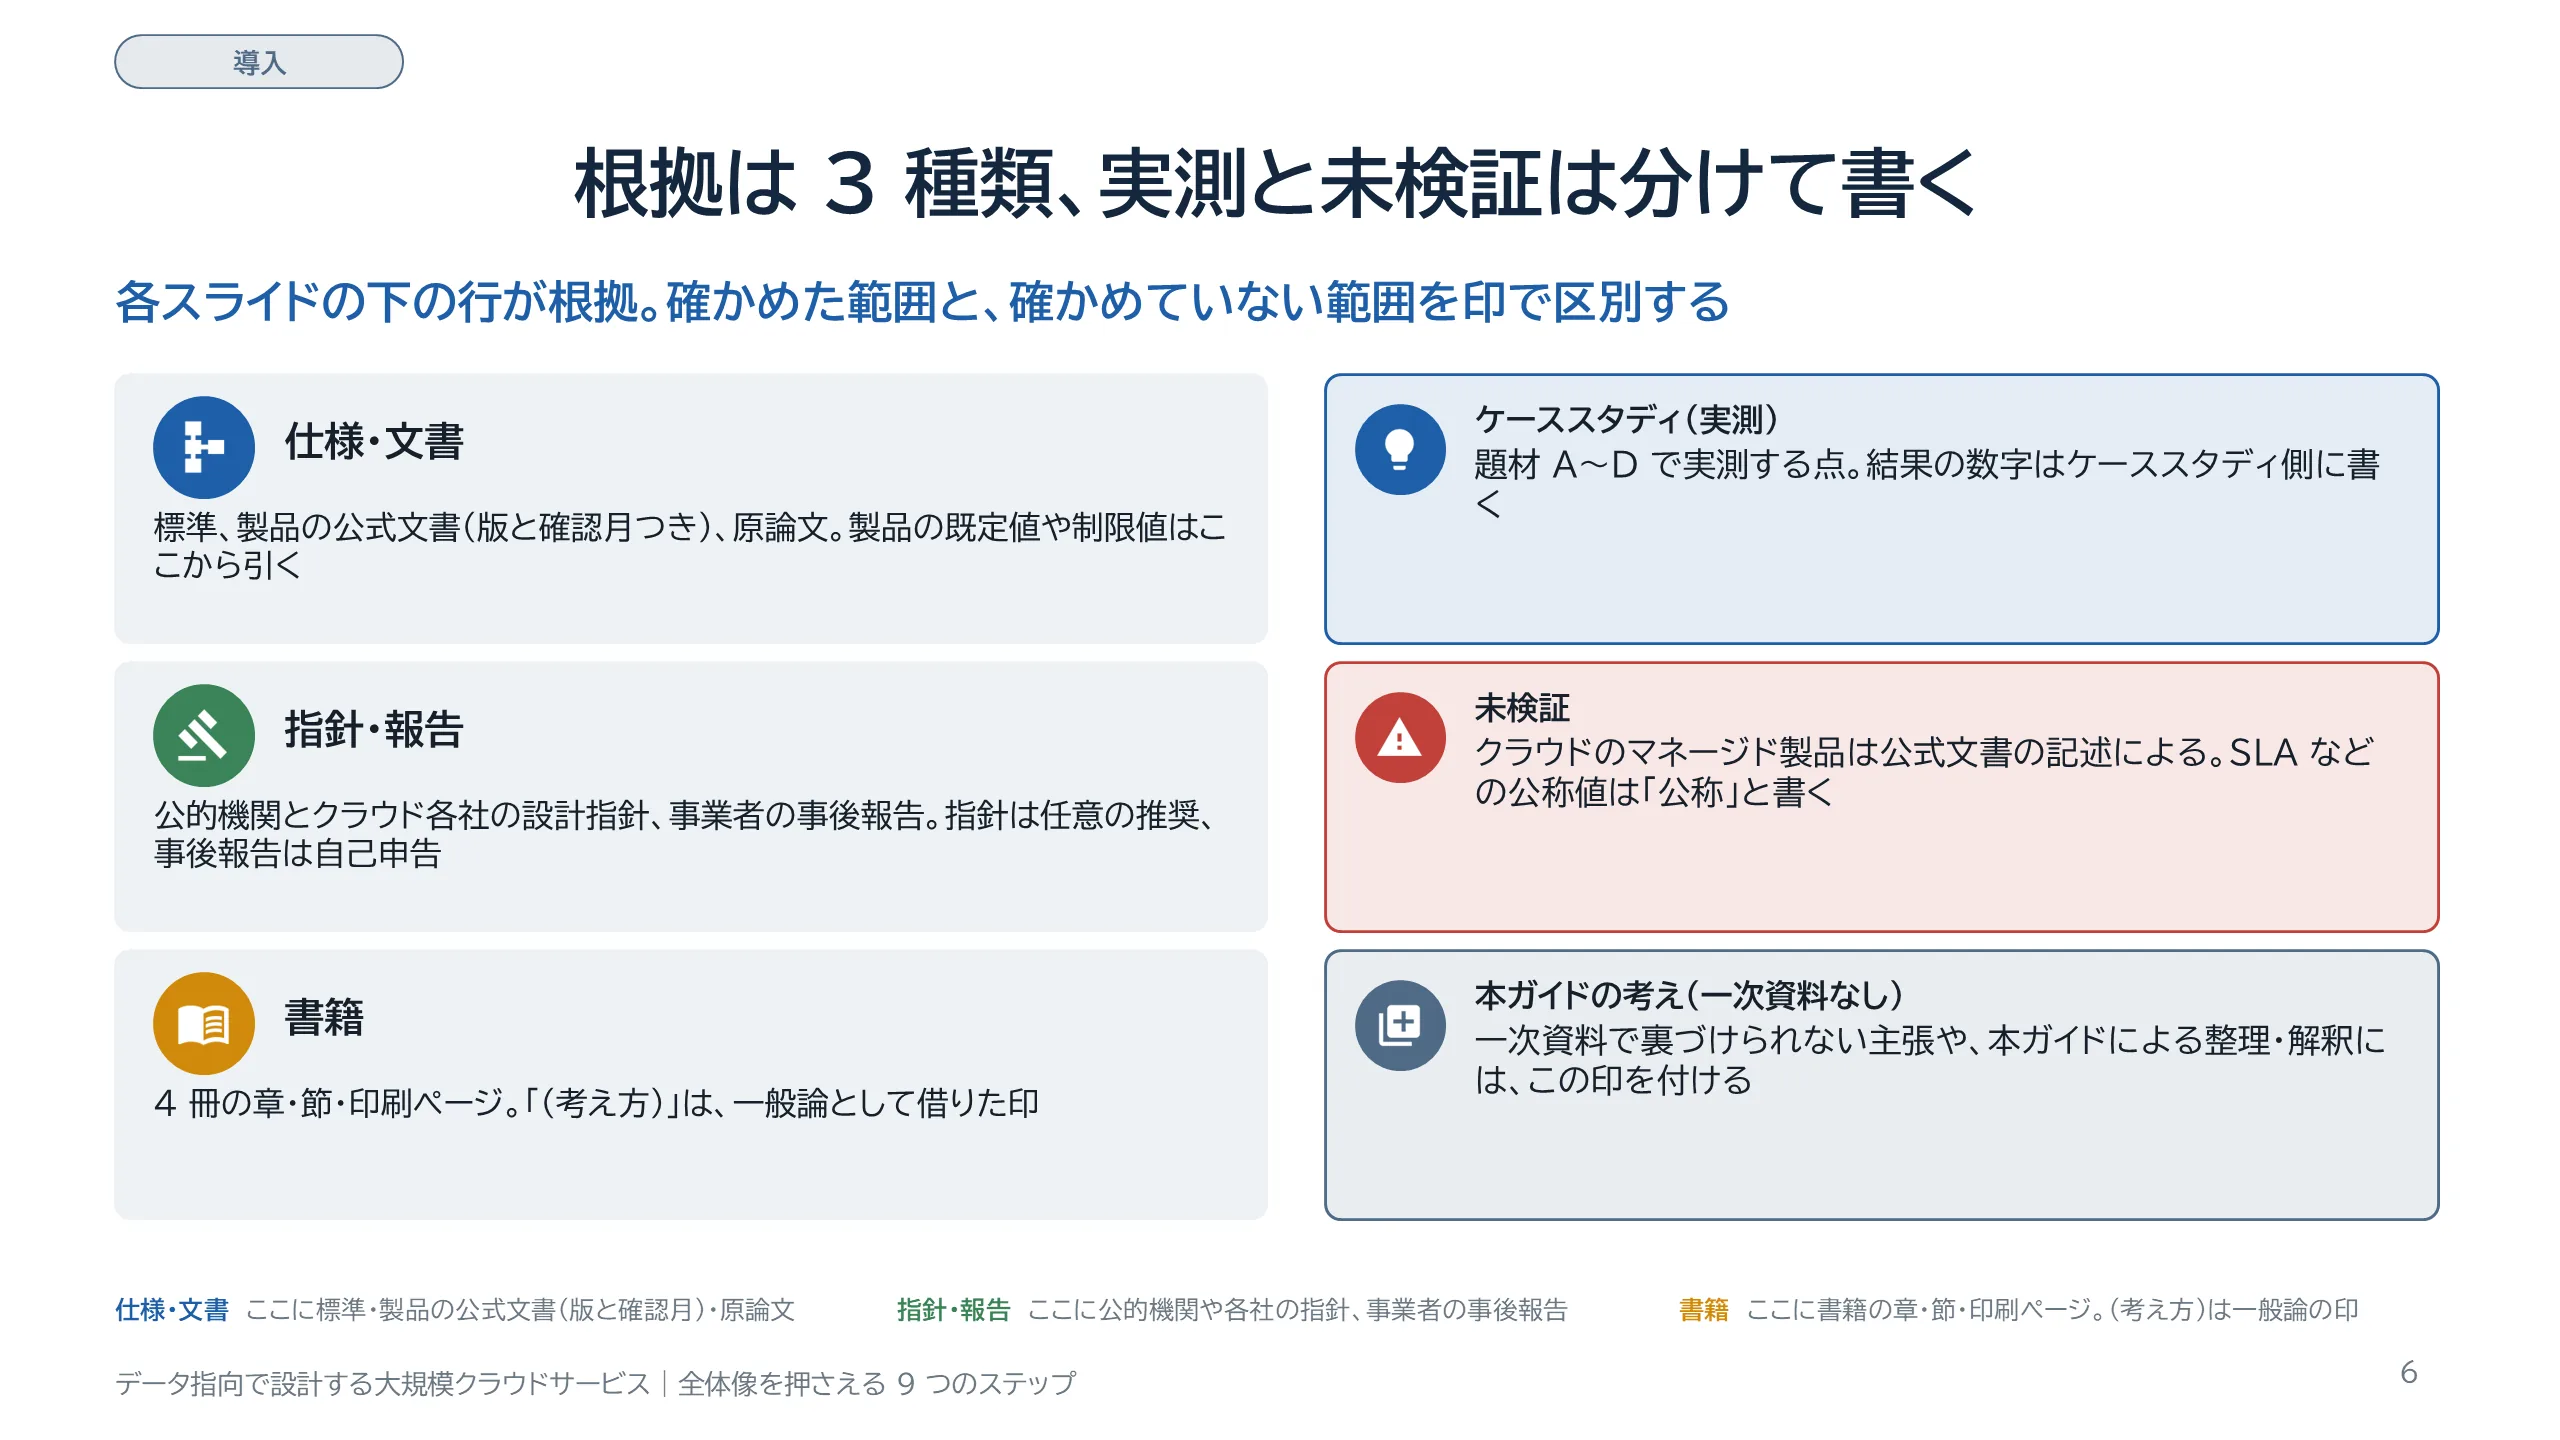 導入
根拠は 3 種類、実測と未検証は分けて書く
各スライドの下の行が根拠。確かめた範囲と、確かめていない範囲を印で区別する
仕様・文書
標準、製品の公式文書（版と確認月つき）、原論文。製品の既定値や制限値はこ
こから引く
指針・報告
公的機関とクラウド各社の設計指針、事業者の事後報告。指針は任意の推奨、
事後報告は自己申告
書籍
4 冊の章・節・印刷ページ。「（考え方）」は、一般論として借りた印
ケーススタディ（実測）
題材 A〜D で実測する点。結果の数字はケーススタディ側に書
く
未検証
クラウドのマネージド製品は公式文書の記述による。SLA など
の公称値は「公称」と書く
本ガイドの考え（一次資料なし）
一次資料で裏づけられない主張や、本ガイドによる整理・解釈に
は、この印を付ける
仕様・文書 ここに標準・製品の公式文書（版と確認月）・原論文
指針・報告 ここに公的機関や各社の指針、事業者の事後報告
書籍 ここに書籍の章・節・印刷ページ。（考え方）は一般論の印
データ指向で設計する大規模クラウドサービス｜全体像を押さえる 9 つのステップ
6